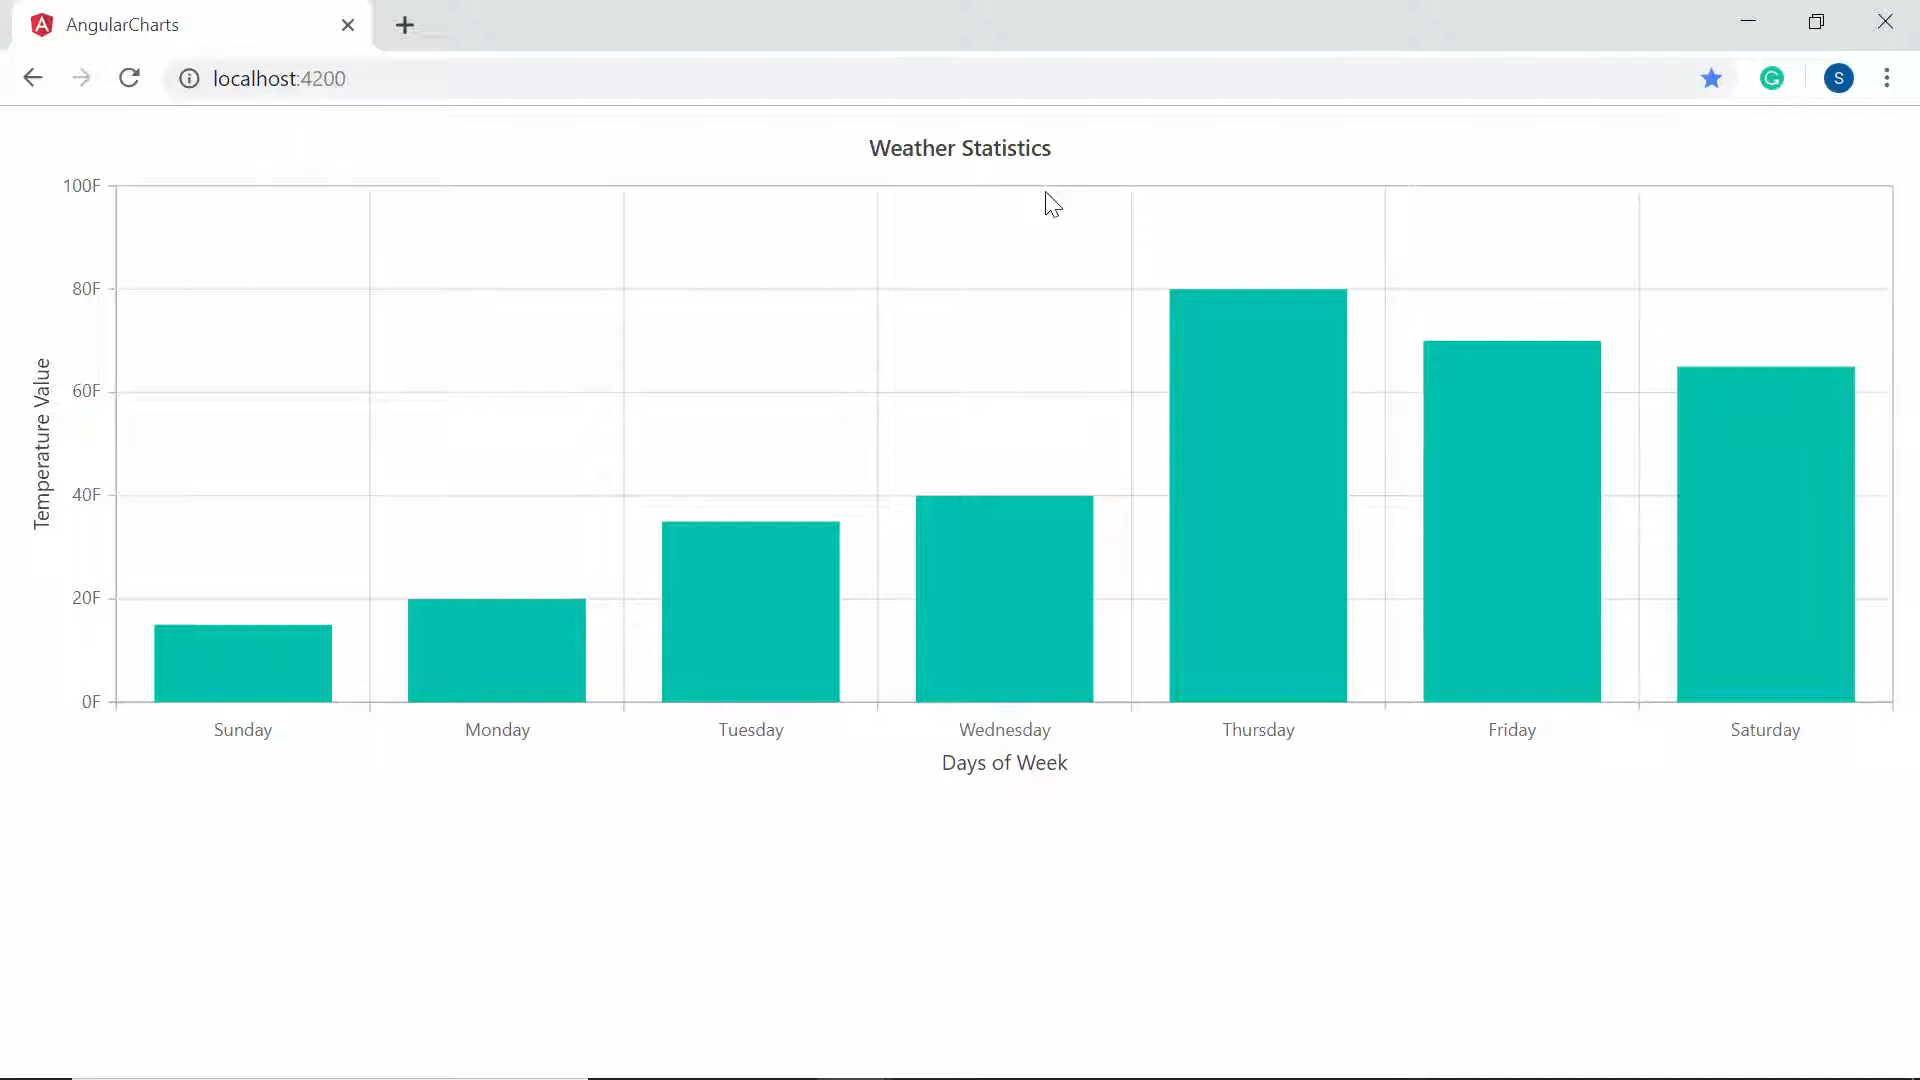 AngularCharts
localhost:4200
S
Weather Statistics
100F
80F
60F
40F
20F
0F
Temperature Value
Sunday Monday Tuesday Wednesday Thursday Friday Saturday
Days of Week